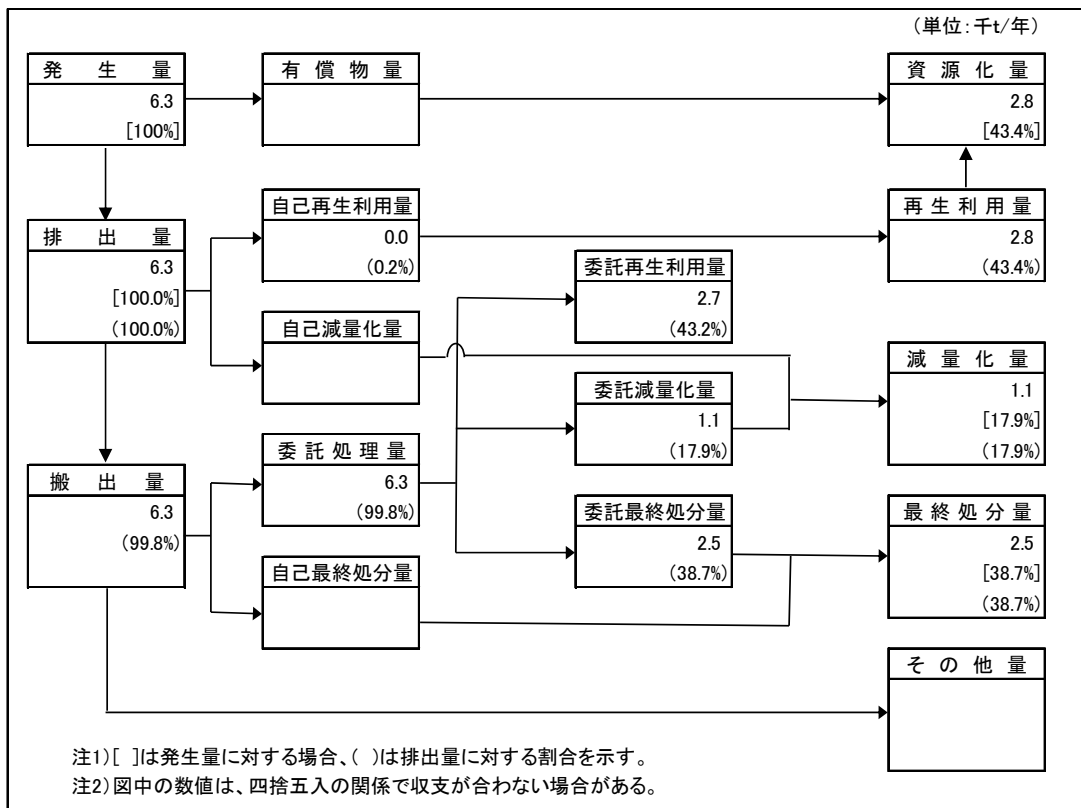 (単位:千t/年)
発生量
6.3
[100%]
有償物量
資源化量
2.8
[43.4%]
排出量
6.3
[100.0%]
(100.0%)
自己再生利用量
0.0
(0.2%)
再生利用量
2.8
(43.4%)
委託再生利用量
2.7
(43.2%)
自己減量化量
委託減量化量
1.1
(17.9%)
減量化量
1.1
[17.9%]
(17.9%)
搬出量
6.3
(99.8%)
委託処理量
6.3
(99.8%)
委託最終処分量
2.5
(38.7%)
最終処分量
2.5
[38.7%]
(38.7%)
自己最終処分量
その他量
注1)[ ]は発生量に対する場合、( )は排出量に対する割合を示す。
注2)図中の数値は、四捨五入の関係で収支が合わない場合がある。